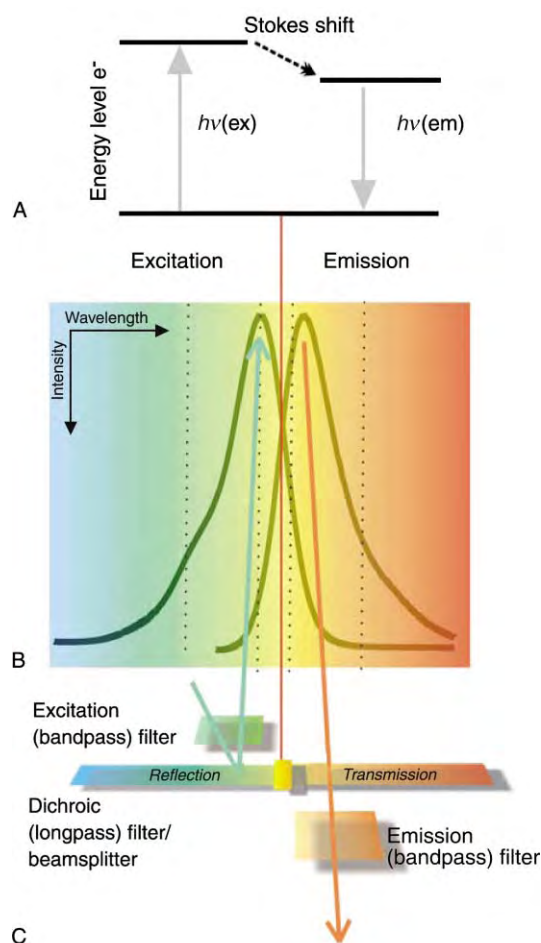 Stokes shift
Energy level e⁻
hν(ex)
hν(em)
A
Excitation
Emission
Wavelength
Intensity
B
Excitation
(bandpass) filter
Reflection
Transmission
Dichroic
(longpass) filter/
beamsplitter
Emission
(bandpass) filter
C